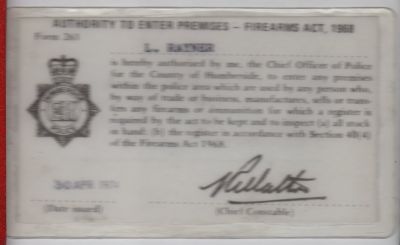 AUTHORITY TO ENTER PREMISES – FIREARMS ACT, 1968
Form 261
L. RAYNER
is hereby authorised by me, the Chief Officer of Police
for the County of Humberside, to enter any premises
within the police area which are used by any person who,
by way of trade or business, manufactures, sells or trans-
fers any firearms or ammunition for which a register is
required by the act to be kept and to inspect (a) all stock
in hand: (b) the register in accordance with Section 40(4)
of the Firearms Act 1968.
30 APR 1974
(Date issued)
(Chief Constable)